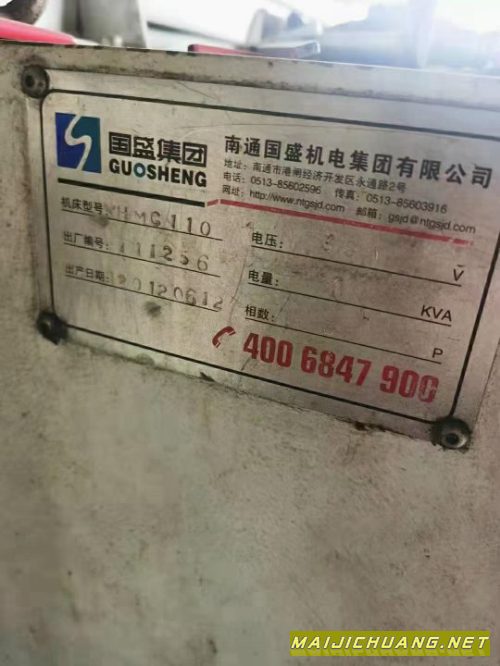 国盛集团
GUOSHENG
南通国盛机电集团有限公司
地址：南通市港闸经济开发区永通路2号
电话：0513-85602596 传真：0513-85603916
网址：http://www.ntgsjd.com 邮箱：gsjd@ntgsjd.com
机床型号 HMC110
出厂编号： 111256
出产日期： 20120612
电压： V
电量： KVA
相数： P
400 6847 900
MAIJICHUANG.NET